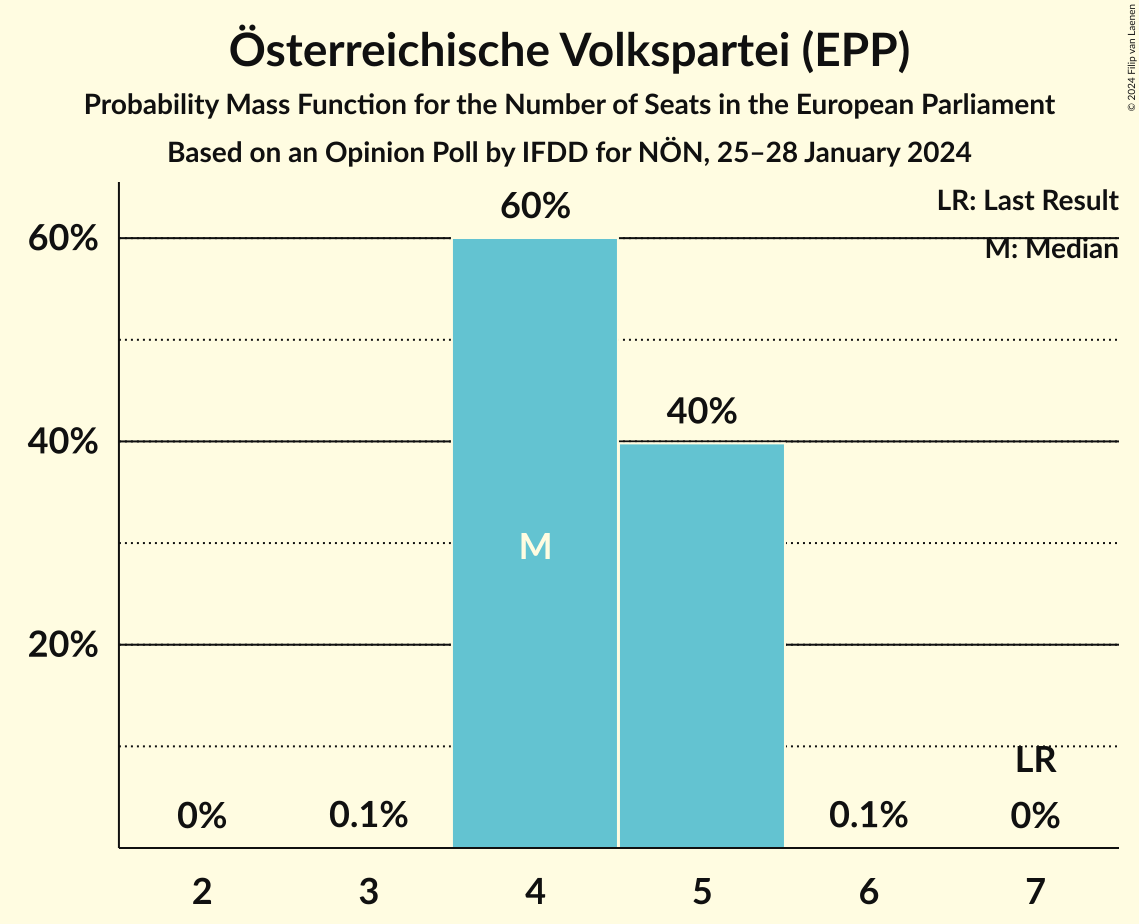 Österreichische Volkspartei (EPP)
Probability Mass Function for the Number of Seats in the European Parliament
Based on an Opinion Poll by IFDD for NÖN, 25–28 January 2024
© 2024 Filip van Laenen
LR: Last Result
M: Median
60%
40%
20%
60%
40%
M
LR
0%
0.1%
0.1%
0%
2
3
4
5
6
7